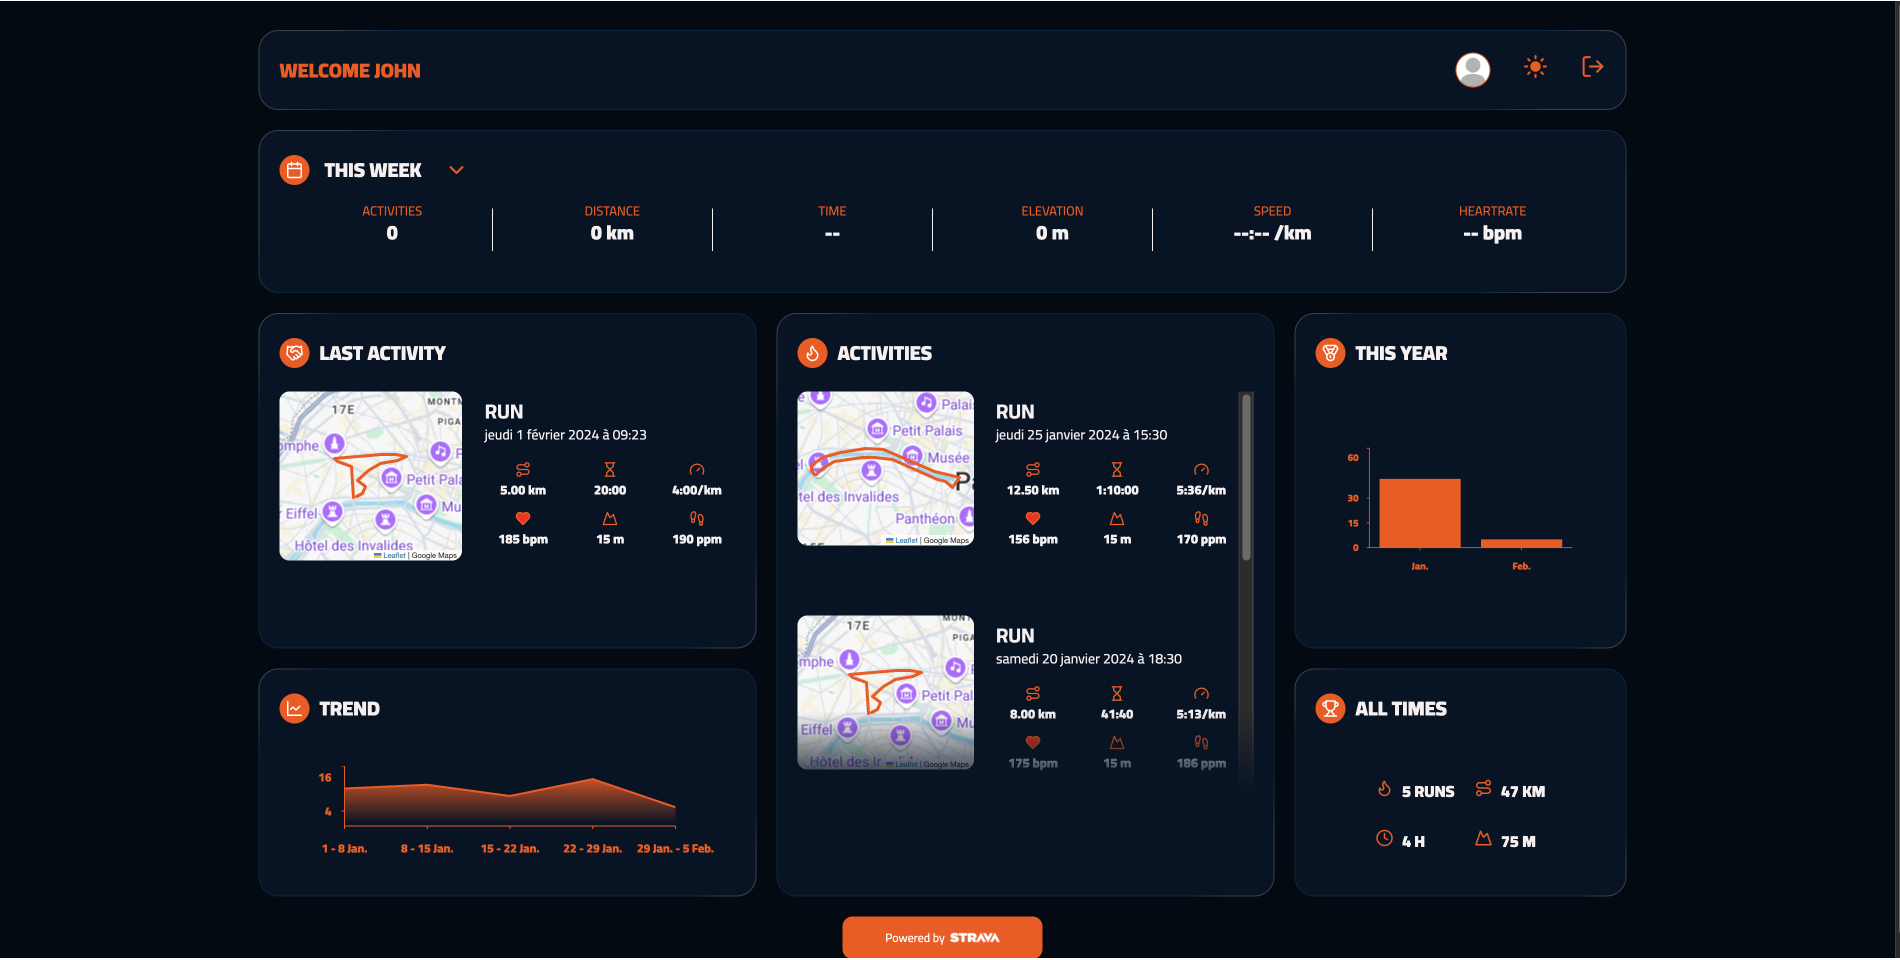 WELCOME JOHN
THIS WEEK
ACTIVITIES
0
DISTANCE
0 km
TIME
--
ELEVATION
0 m
SPEED
--:-- /km
HEARTRATE
-- bpm
LAST ACTIVITY
17E
MONTM
PIGA
omphe
Petit Pala
Eiffel
Mu
Hôtel des Invalides
Leaflet | Google Maps
RUN
jeudi 1 février 2024 à 09:23
5.00 km
20:00
4:00/km
185 bpm
15 m
190 ppm
ACTIVITIES
Palai
Petit Palais
Musée
el
Pa
tel des Invalides
Panthéon
Leaflet | Google Maps
RUN
jeudi 25 janvier 2024 à 15:30
12.50 km
1:10:00
5:36/km
156 bpm
15 m
170 ppm
17E
MONT
PIGA
mphe
Petit Pal
Eiffel
Mu
Hôtel des
Leaflet | Google Maps
RUN
samedi 20 janvier 2024 à 18:30
8.00 km
41:40
5:13/km
175 bpm
15 m
186 ppm
THIS YEAR
60
30
15
0
Jan.
Feb.
TREND
16
4
1 - 8 Jan.
8 - 15 Jan.
15 - 22 Jan.
22 - 29 Jan.
29 Jan. - 5 Feb.
ALL TIMES
5 RUNS
47 KM
4 H
75 M
Powered by STRAVA